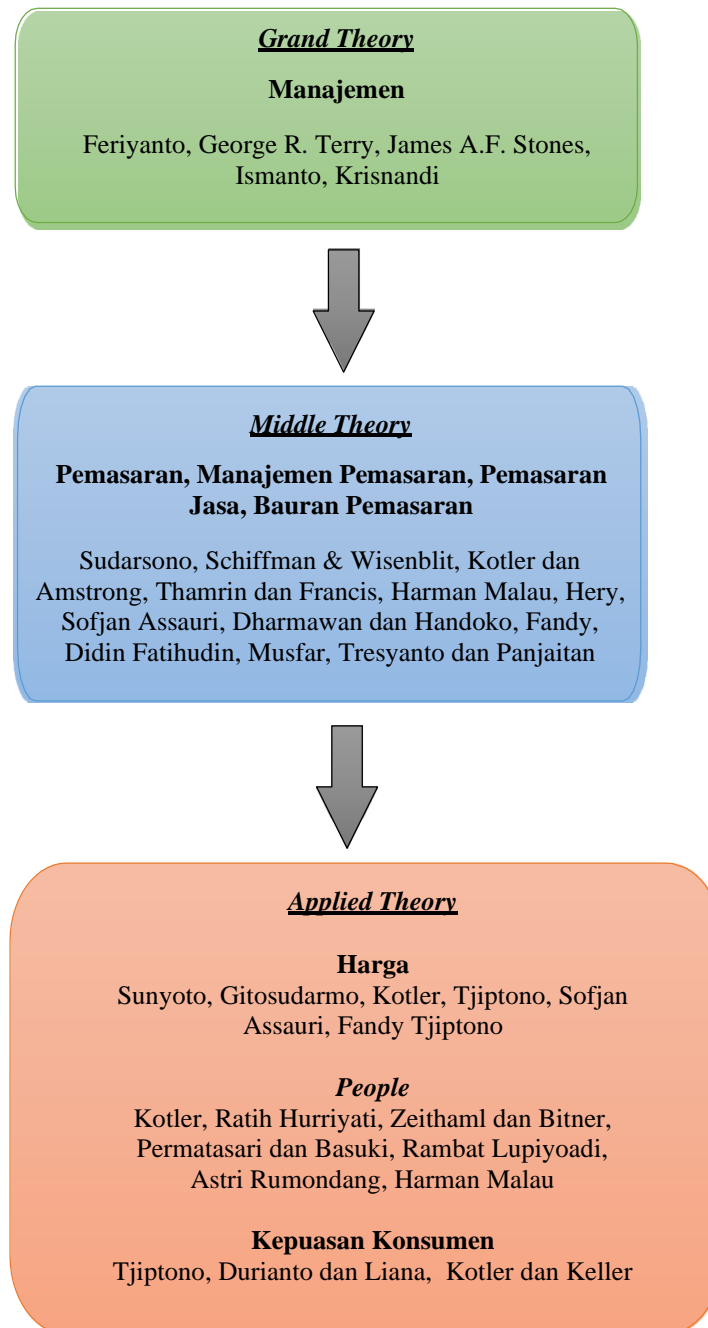 Grand Theory
Manajemen
Feriyanto, George R. Terry, James A.F. Stones,
Ismanto, Krisnandi
Middle Theory
Pemasaran, Manajemen Pemasaran, Pemasaran
Jasa, Bauran Pemasaran
Sudarsono, Schiffman & Wisenblit, Kotler dan
Amstrong, Thamrin dan Francis, Harman Malau, Hery,
Sofjan Assauri, Dharmawan dan Handoko, Fandy,
Didin Fatihudin, Musfar, Tresyanto dan Panjaitan
Applied Theory
Harga
Sunyoto, Gitosudarmo, Kotler, Tjiptono, Sofjan
Assauri, Fandy Tjiptono
People
Kotler, Ratih Hurriyati, Zeithaml dan Bitner,
Permatasari dan Basuki, Rambat Lupiyoadi,
Astri Rumondang, Harman Malau
Kepuasan Konsumen
Tjiptono, Durianto dan Liana, Kotler dan Keller